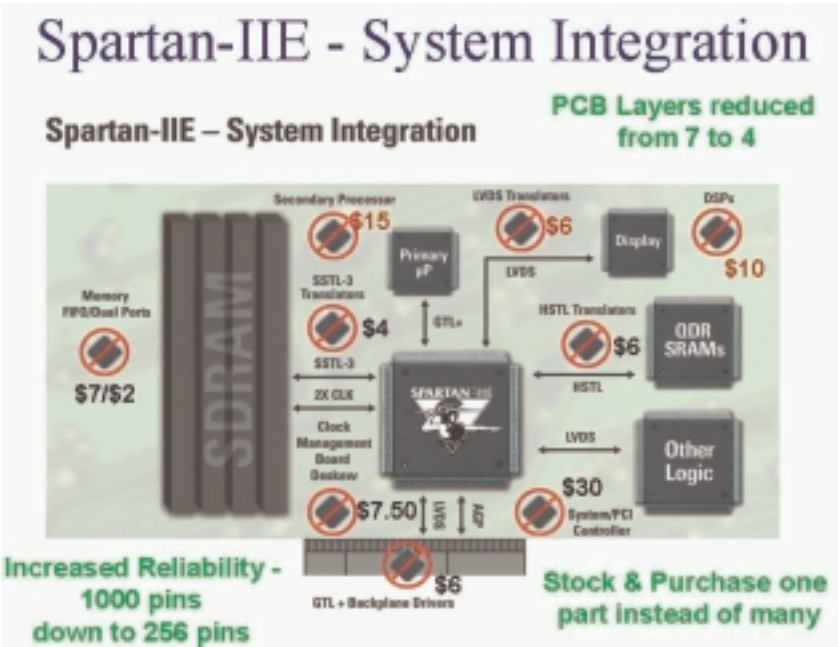 Spartan-IIE - System Integration
PCB Layers reduced
from 7 to 4
Spartan-IIE – System Integration
Secondary Processor
$15
LVDS Translators
$6
DSPs
$10
Primary
µP
Display
LVDS
SSTL-3
Translators
$4
GTL+
Memory
FIFO/Dual Ports
$7/$2
SDRAM
HSTL Translators
$6
QDR
SRAMs
HSTL
SSTL-3
2X CLK
SPARTAN-IIE
Clock
Management
Board
Deskew
$7.50
LVDS
AGP
LVDS
Other
Logic
$30
System/PCI
Controller
$6
GTL + Backplane Drivers
Increased Reliability -
1000 pins
down to 256 pins
Stock & Purchase one
part instead of many